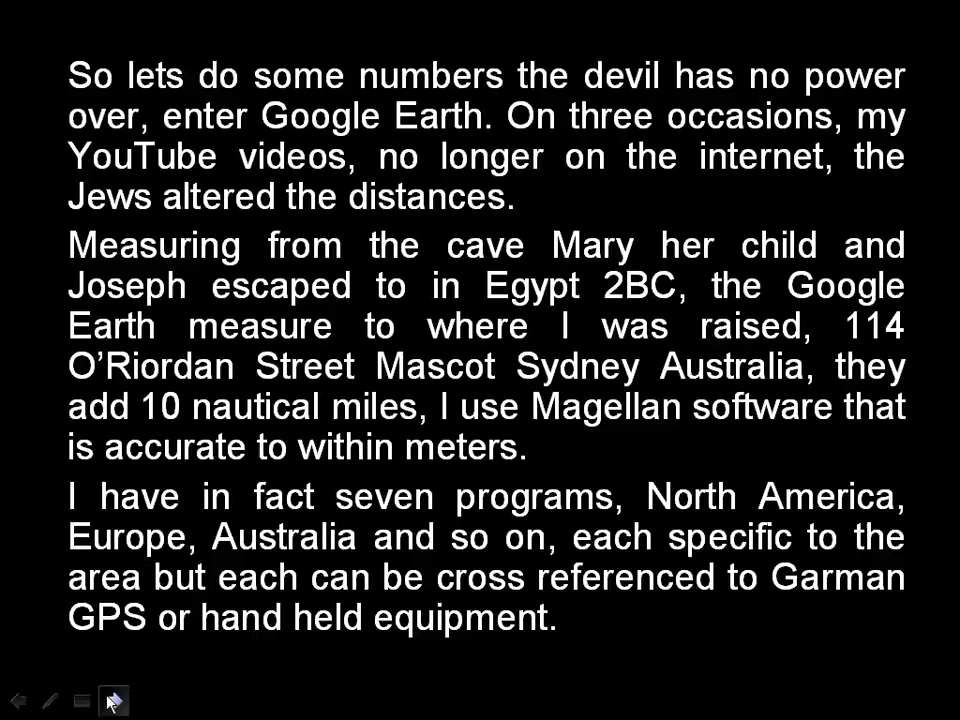 So lets do some numbers the devil has no power
over, enter Google Earth. On three occasions, my
YouTube videos, no longer on the internet, the
Jews altered the distances.
Measuring from the cave Mary her child and
Joseph escaped to in Egypt 2BC, the Google
Earth measure to where I was raised, 114
O’Riordan Street Mascot Sydney Australia, they
add 10 nautical miles, I use Magellan software that
is accurate to within meters.
I have in fact seven programs, North America,
Europe, Australia and so on, each specific to the
area but each can be cross referenced to Garman
GPS or hand held equipment.